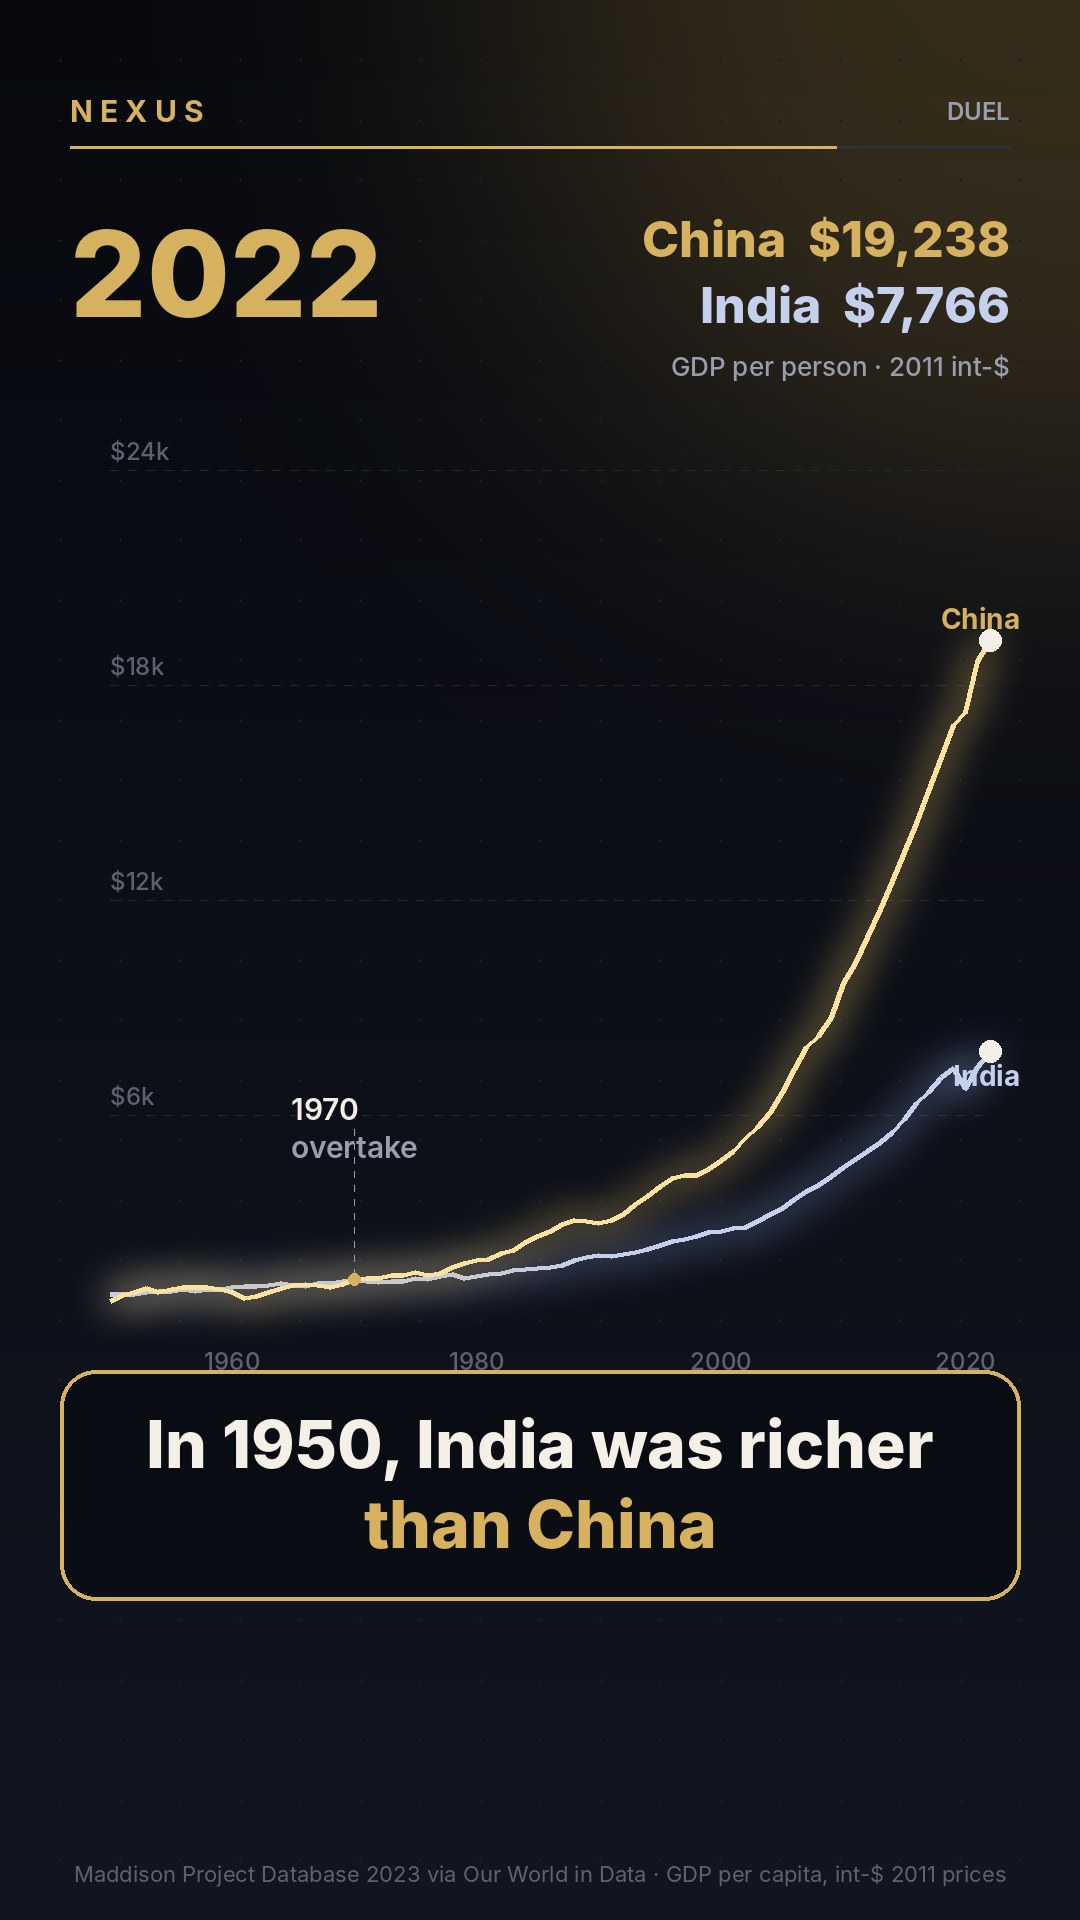 NEXUS
DUEL
2022
China $19,238
India $7,766
GDP per person · 2011 int-$
$24k
China
$18k
$12k
India
$6k
1970
overtake
1960 1980 2000 2020
In 1950, India was richer
than China
Maddison Project Database 2023 via Our World in Data · GDP per capita, int-$ 2011 prices